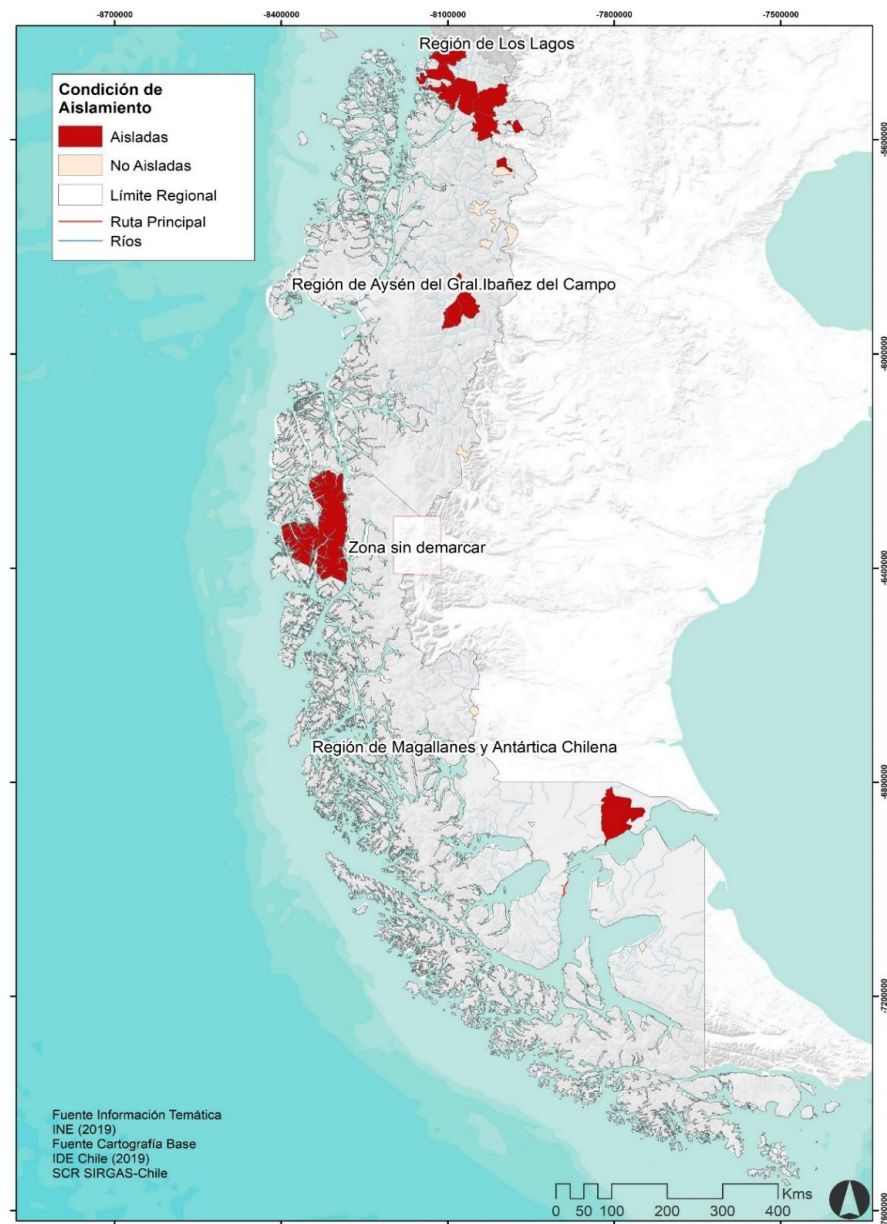 -8700000
-8400000
-8100000
-7800000
-7500000
Región de Los Lagos
Condición de
Aislamiento
Aisladas
No Aisladas
Límite Regional
Ruta Principal
Ríos
-5600000
Región de Aysén del Gral.Ibañez del Campo
-6000000
Zona sin demarcar
-6400000
Región de Magallanes y Antártica Chilena
-6800000
-7200000
Fuente Información Temática
INE (2019)
Fuente Cartografía Base
IDE Chile (2019)
SCR SIRGAS-Chile
Kms
0 50 100 200 300 400
-7600000